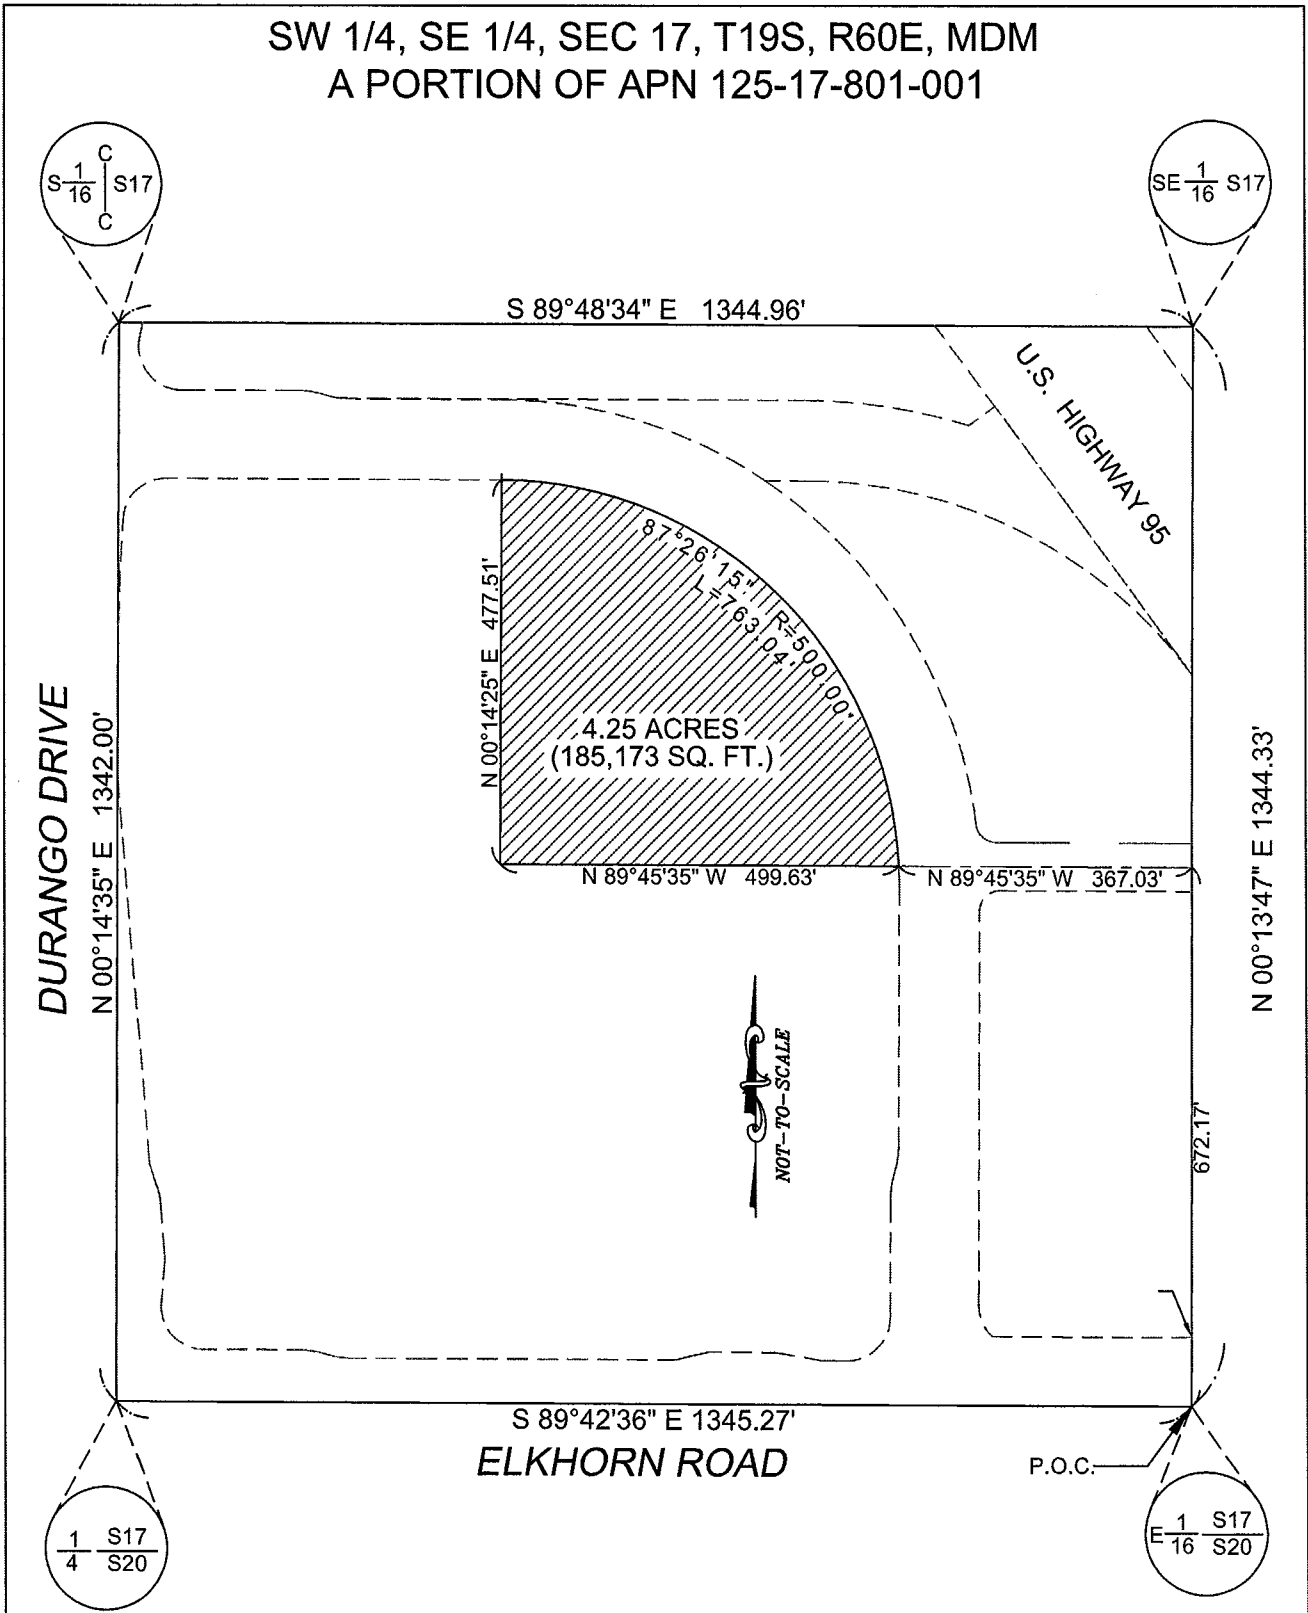 SW 1/4, SE 1/4, SEC 17, T19S, R60E, MDM
A PORTION OF APN 125-17-801-001
C
S 1/16 S17
C
SE 1/16 S17
S 89°48'34" E 1344.96'
U.S. HIGHWAY 95
87°26'15" R=500.00'
L=763.04'
N 00°14'25" E 477.51'
4.25 ACRES
(185,173 SQ. FT.)
DURANGO DRIVE
N 00°14'35" E 1342.00'
N 89°45'35" W 499.63'
N 89°45'35" W 367.03'
N 00°13'47" E 1344.33'
NOT-TO-SCALE
672.17'
S 89°42'36" E 1345.27'
ELKHORN ROAD
P.O.C.
1/4 S17/S20
E 1/16 S17/S20